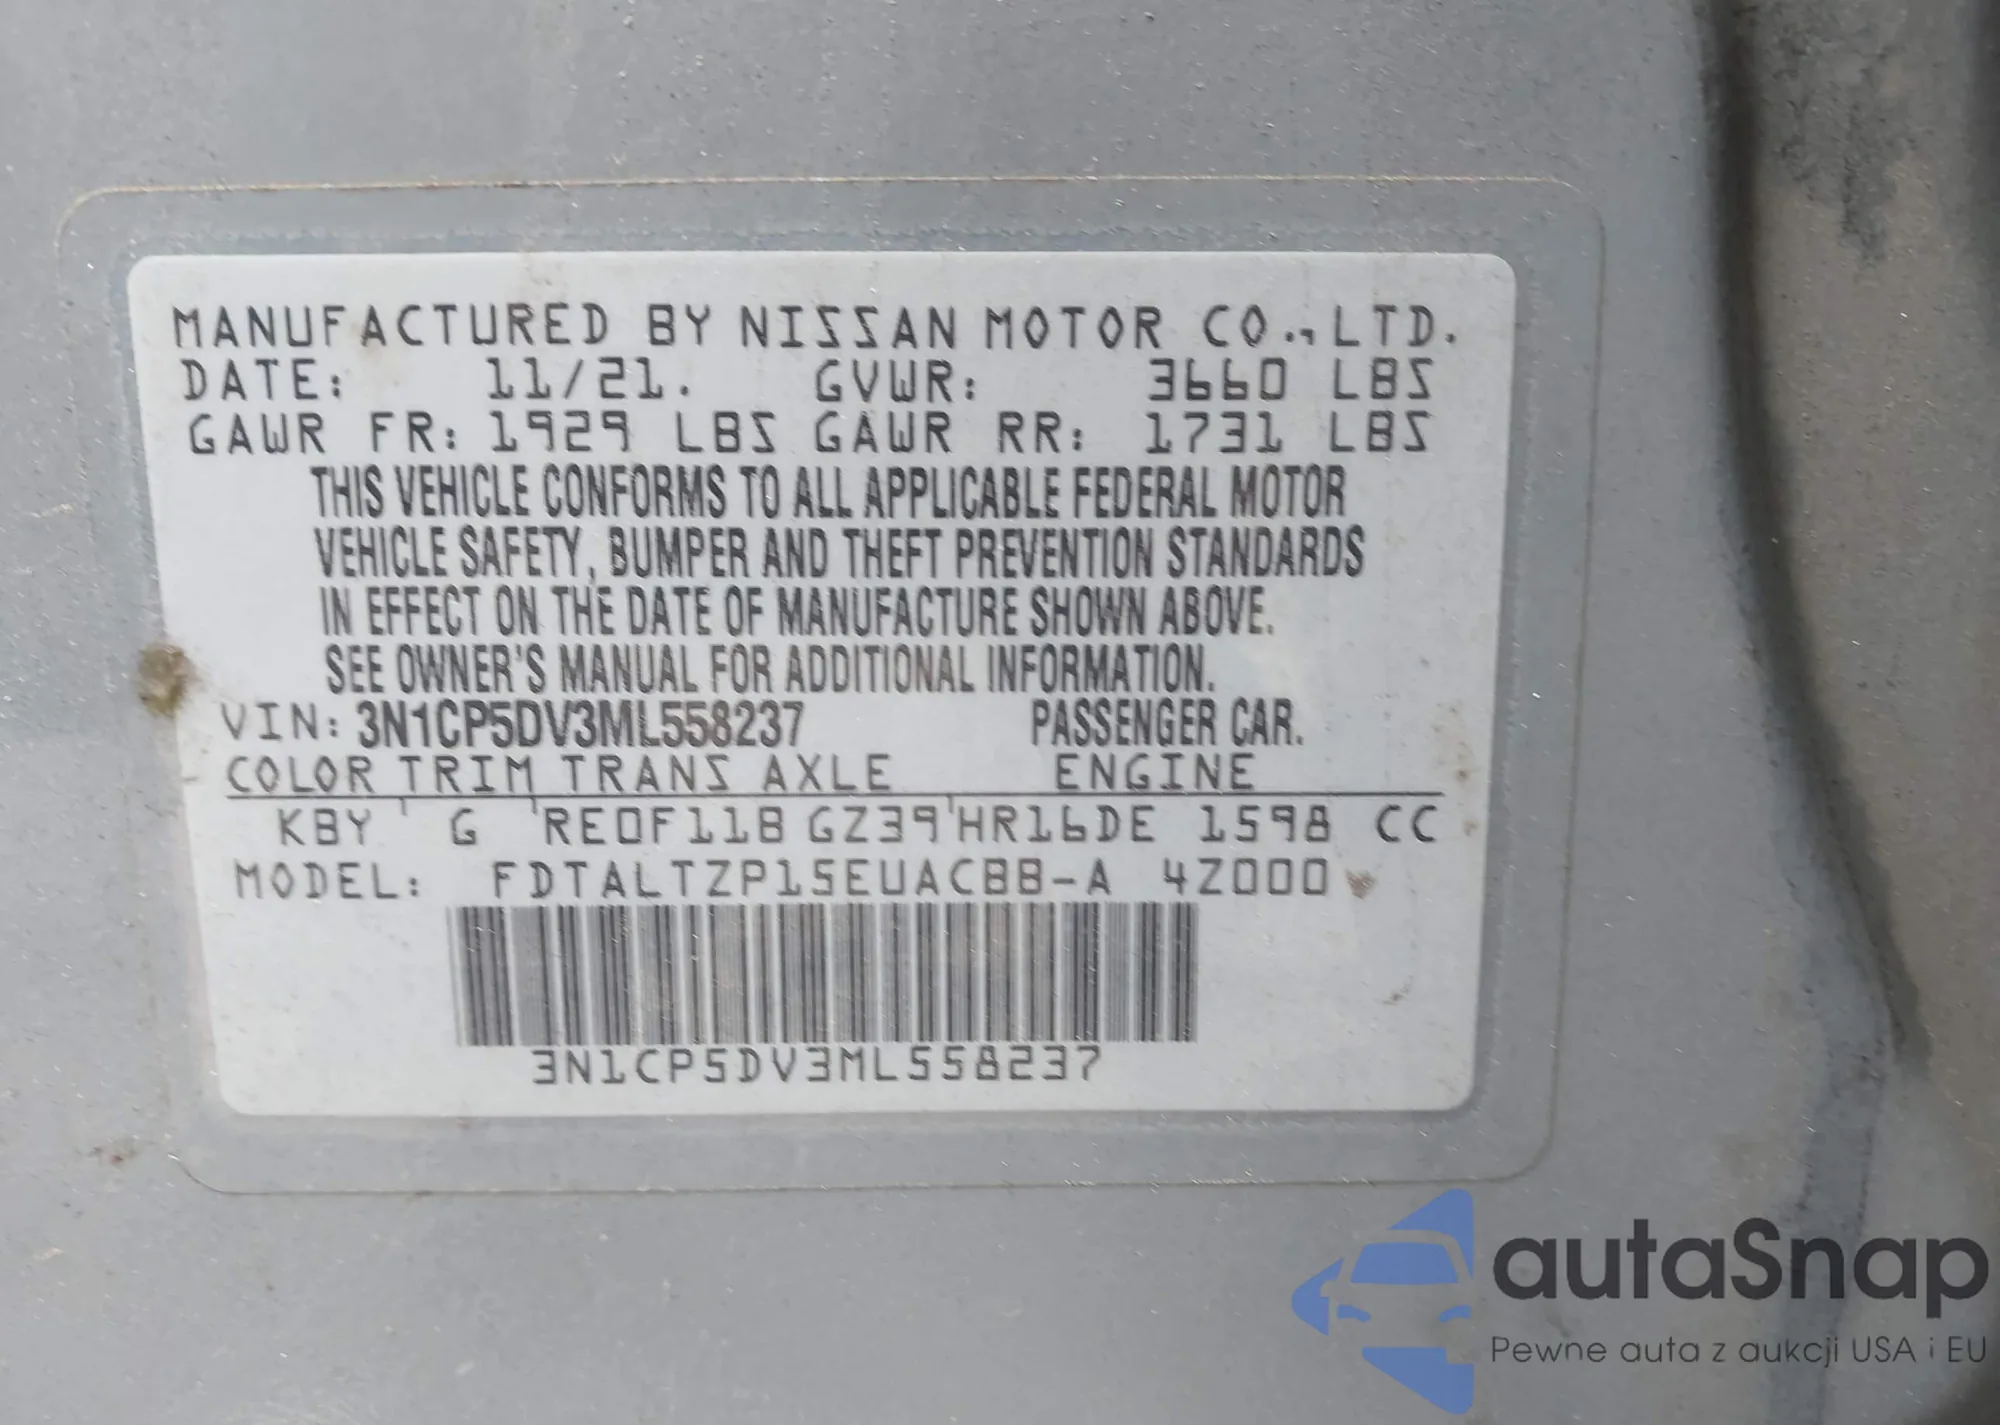 MANUFACTURED BY NISSAN MOTOR CO., LTD.
DATE: 11/21. GVWR: 3660 LBS
GAWR FR: 1929 LBS GAWR RR: 1731 LBS
THIS VEHICLE CONFORMS TO ALL APPLICABLE FEDERAL MOTOR
VEHICLE SAFETY, BUMPER AND THEFT PREVENTION STANDARDS
IN EFFECT ON THE DATE OF MANUFACTURE SHOWN ABOVE.
SEE OWNER'S MANUAL FOR ADDITIONAL INFORMATION.
VIN: 3N1CP5DV3ML558237 PASSENGER CAR.
COLOR TRIM TRANS AXLE ENGINE
KBY ' G 'RE0F11B GZ39'HR16DE 1598 CC
MODEL: FDTALTZP15EUACBB-A 4Z000
3N1CP5DV3ML558237
autaSnap
Pewne auta z aukcji USA i EU